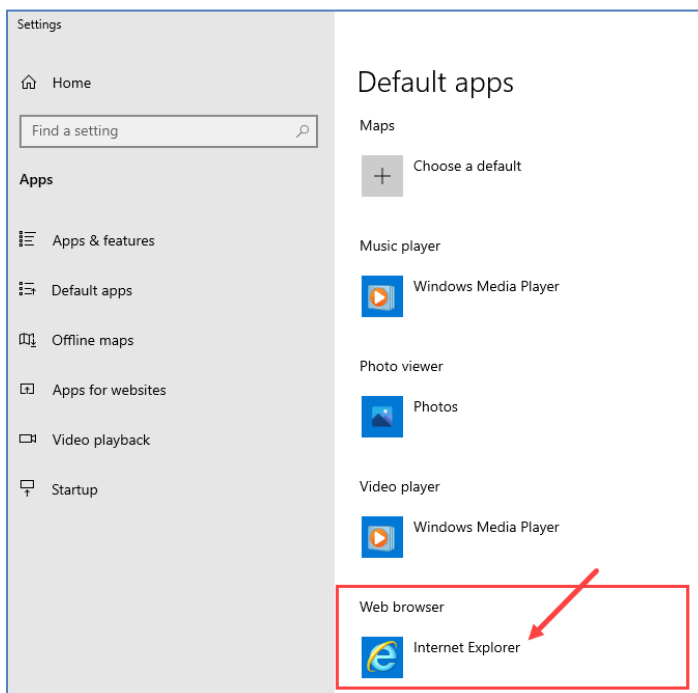 Settings
Home
Find a setting
Apps
Apps & features
Default apps
Offline maps
Apps for websites
Video playback
Startup
Default apps
Maps
Choose a default
Music player
Windows Media Player
Photo viewer
Photos
Video player
Windows Media Player
Web browser
Internet Explorer